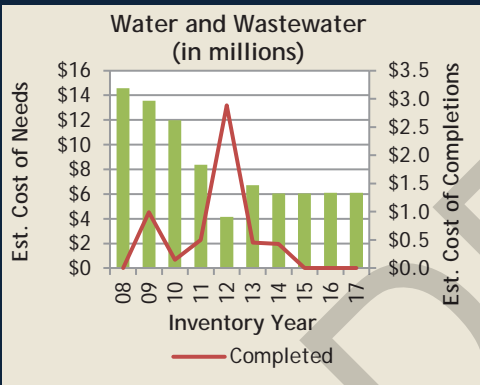 Water and Wastewater
(in millions)
Est. Cost of Needs
$16
$14
$12
$10
$8
$6
$4
$2
$0
$3.5
$3.0
$2.5
$2.0
$1.5
$1.0
$0.5
$0.0
Est. Cost of Completions
08 09 10 11 12 13 14 15 16 17
Inventory Year
Completed